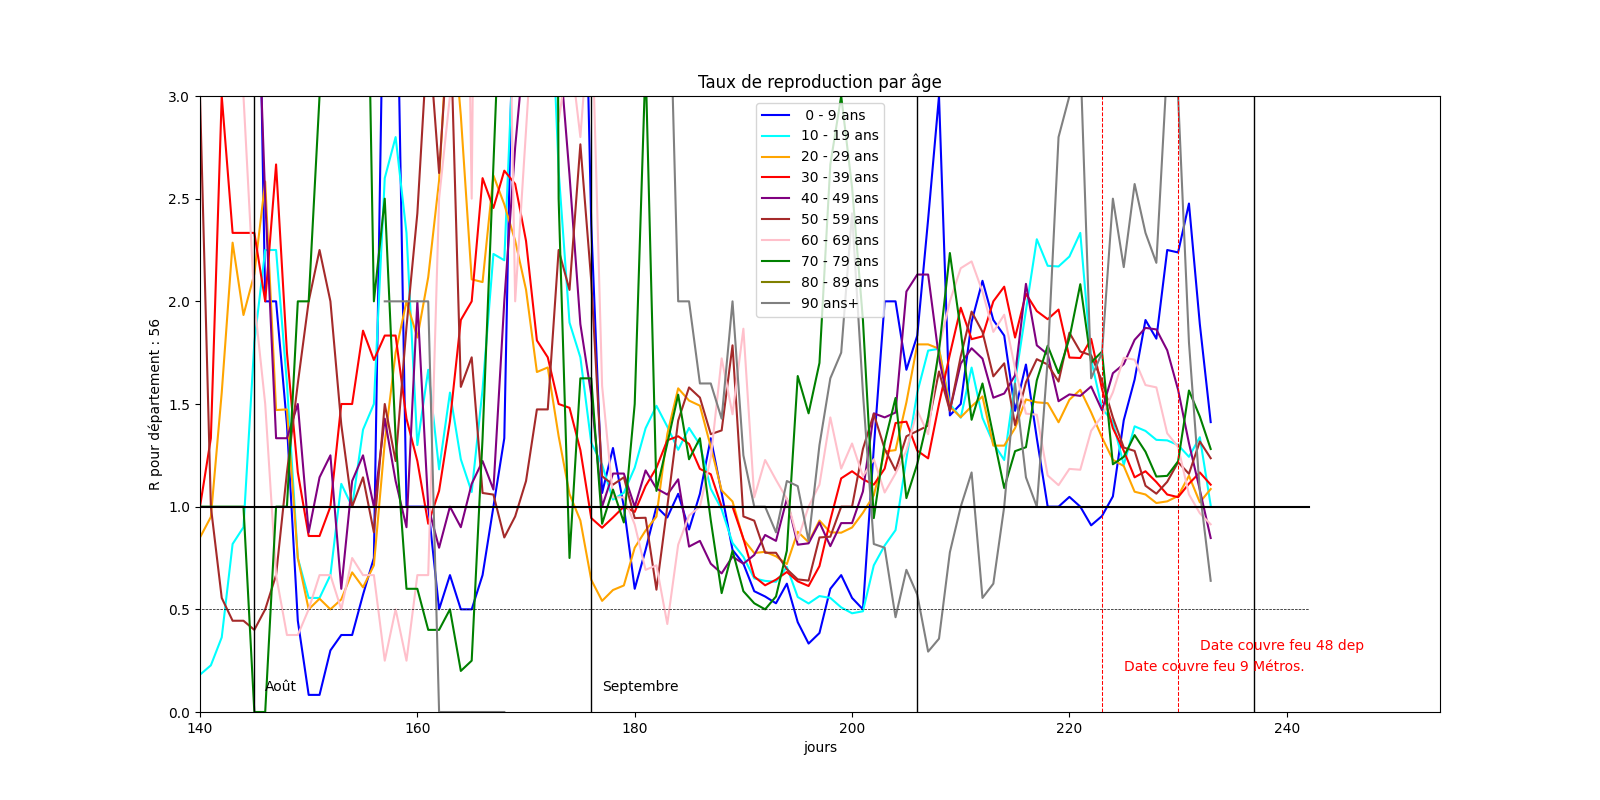 Taux de reproduction par âge
R pour département : 56
3.0
2.5
2.0
1.5
1.0
0.5
0.0
0 - 9 ans
10 - 19 ans
20 - 29 ans
30 - 39 ans
40 - 49 ans
50 - 59 ans
60 - 69 ans
70 - 79 ans
80 - 89 ans
90 ans+
Date couvre feu 48 dep
Date couvre feu 9 Métros.
Août
Septembre
140
160
180
200
220
240
jours